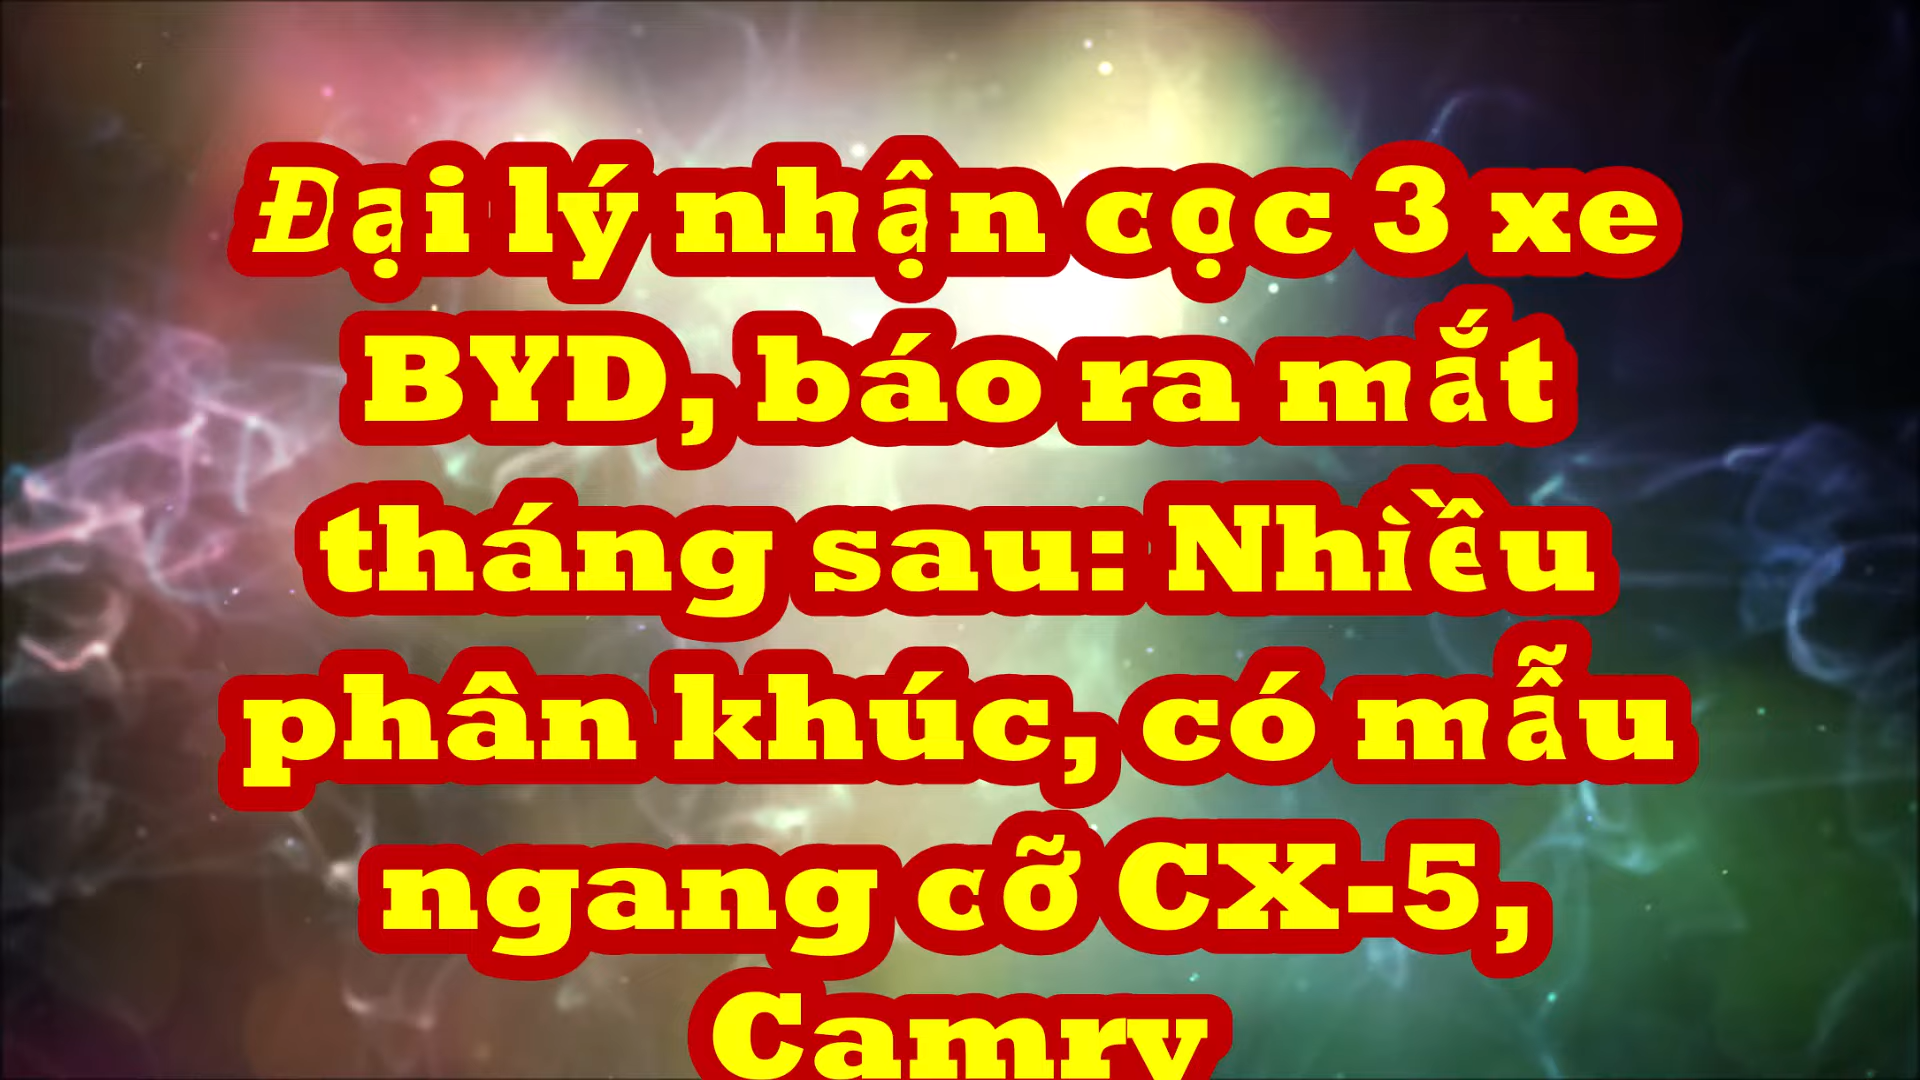 Đại lý nhận cọc 3 xe
BYD, báo ra mắt
tháng sau: Nhiều
phân khúc, có mẫu
ngang cỡ CX-5,
Camry